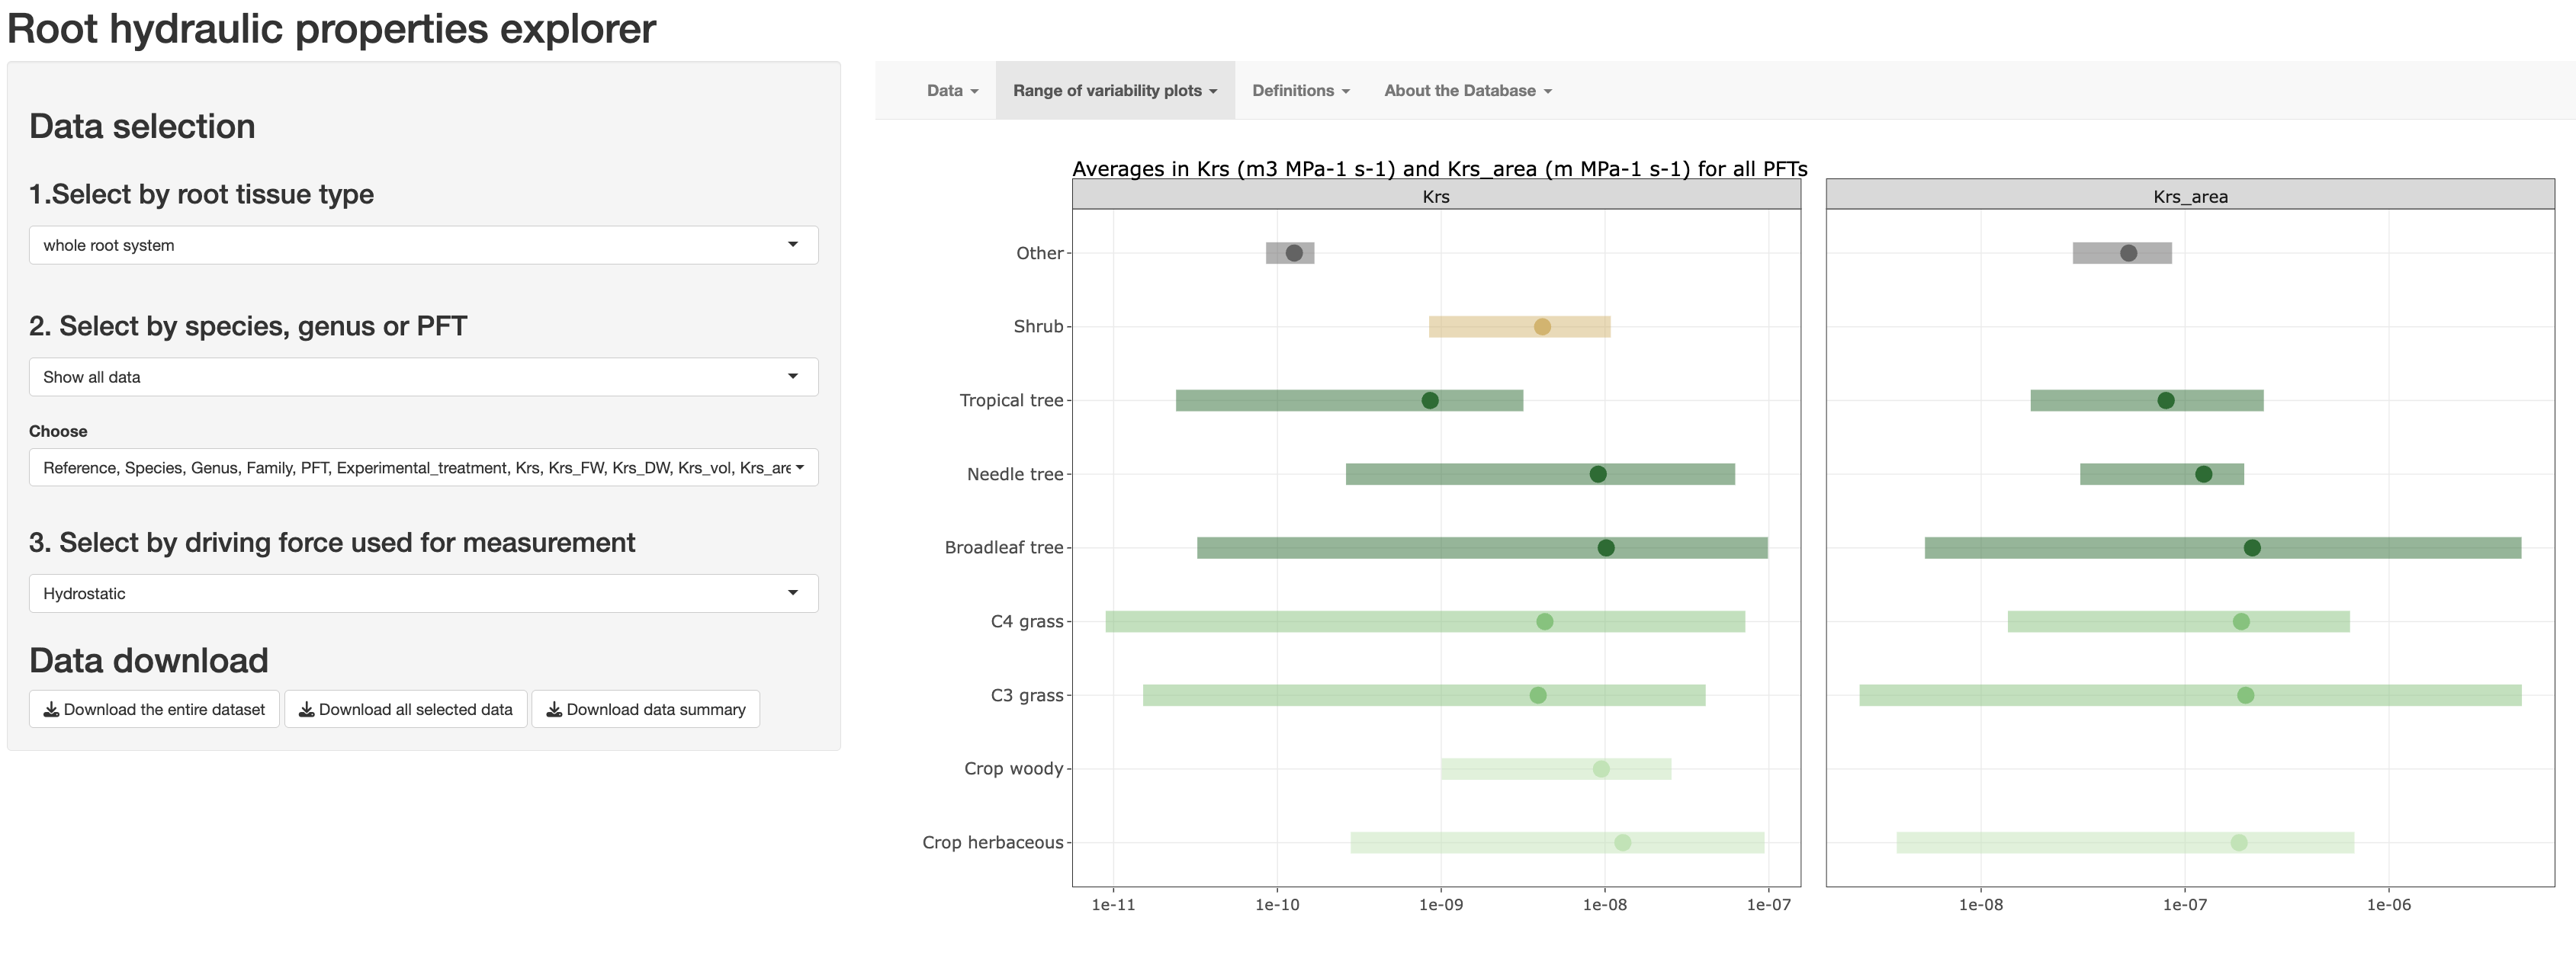 Root hydraulic properties explorer
Data selection
1.Select by root tissue type
whole root system
2. Select by species, genus or PFT
Show all data
Choose
Reference, Species, Genus, Family, PFT, Experimental_treatment, Krs, Krs_FW, Krs_DW, Krs_vol, Krs_are
3. Select by driving force used for measurement
Hydrostatic
Data download
Download the entire dataset
Download all selected data
Download data summary
Data
Range of variability plots
Definitions
About the Database
Averages in Krs (m3 MPa-1 s-1) and Krs_area (m MPa-1 s-1) for all PFTs
Krs
Krs_area
Other
Shrub
Tropical tree
Needle tree
Broadleaf tree
C4 grass
C3 grass
Crop woody
Crop herbaceous
1e-11
1e-10
1e-09
1e-08
1e-07
1e-08
1e-07
1e-06